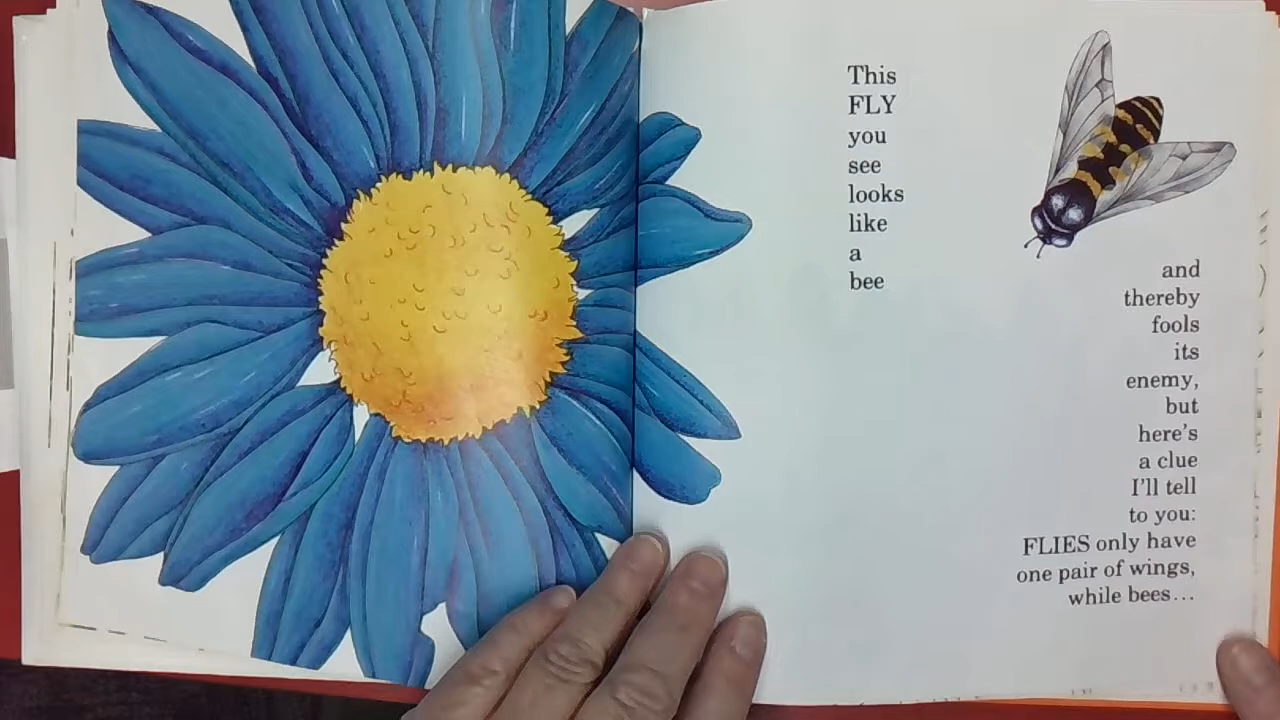 This
FLY
you
see
looks
like
a
bee
and
thereby
fools
its
enemy,
but
here's
a clue
I'll tell
to you:
FLIES only have
one pair of wings,
while bees...